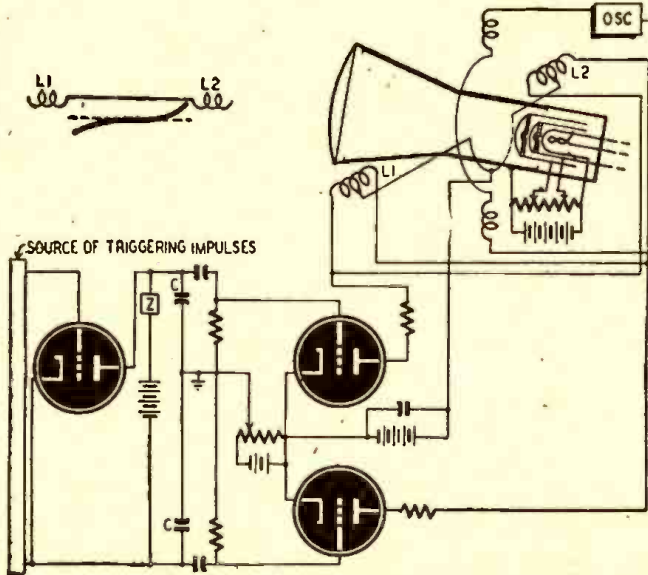 OSC
L1
L2
L2
L1
SOURCE OF TRIGGERING IMPULSES
Z
C
C